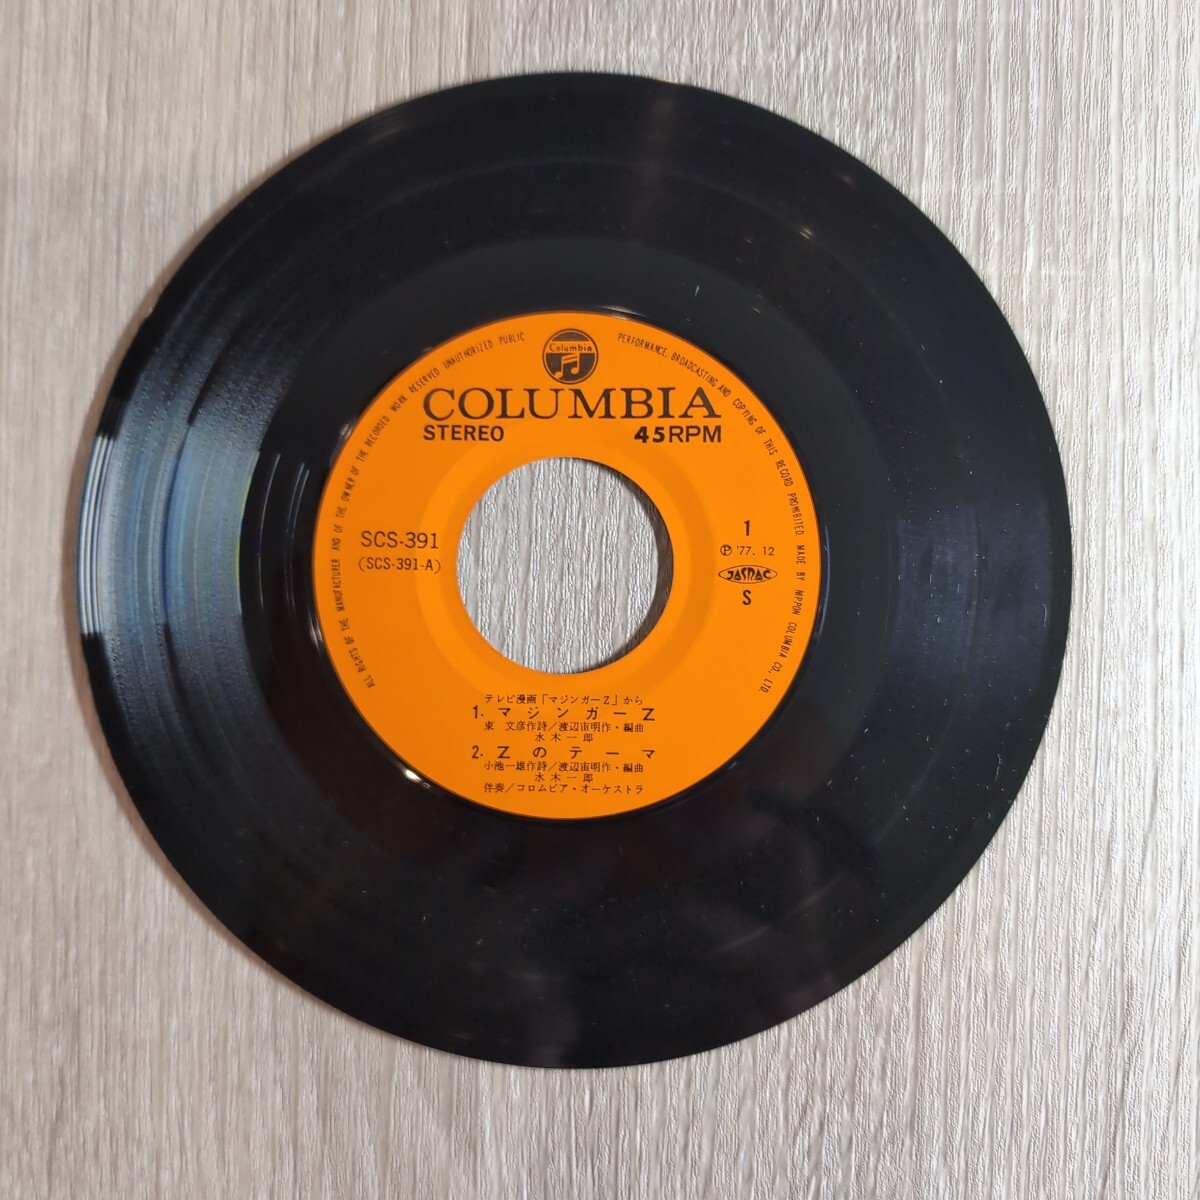 ALL RIGHTS OF THE MANUFACTURER AND OF THE OWNER OF THE RECORDED WORK RESERVED UNAUTHORIZED PUBLIC PERFORMANCE, BROADCASTING AND COPYING OF THIS RECORD PROHIBITED MADE BY NIPPON COLUMBIA CO., LTD.
Columbia
COLUMBIA
STEREO 45RPM
SCS-391
(SCS-391-A)
1
Ⓟ '77. 12
JASRAC
S
テレビ漫画「マジンガーZ」から
1. マジンガーZ
東 文彦作詩/渡辺宙明作・編曲
水木一郎
2. Zのテーマ
小池一雄作詩/渡辺宙明作・編曲
水木一郎
伴奏/コロムビア・オーケストラ